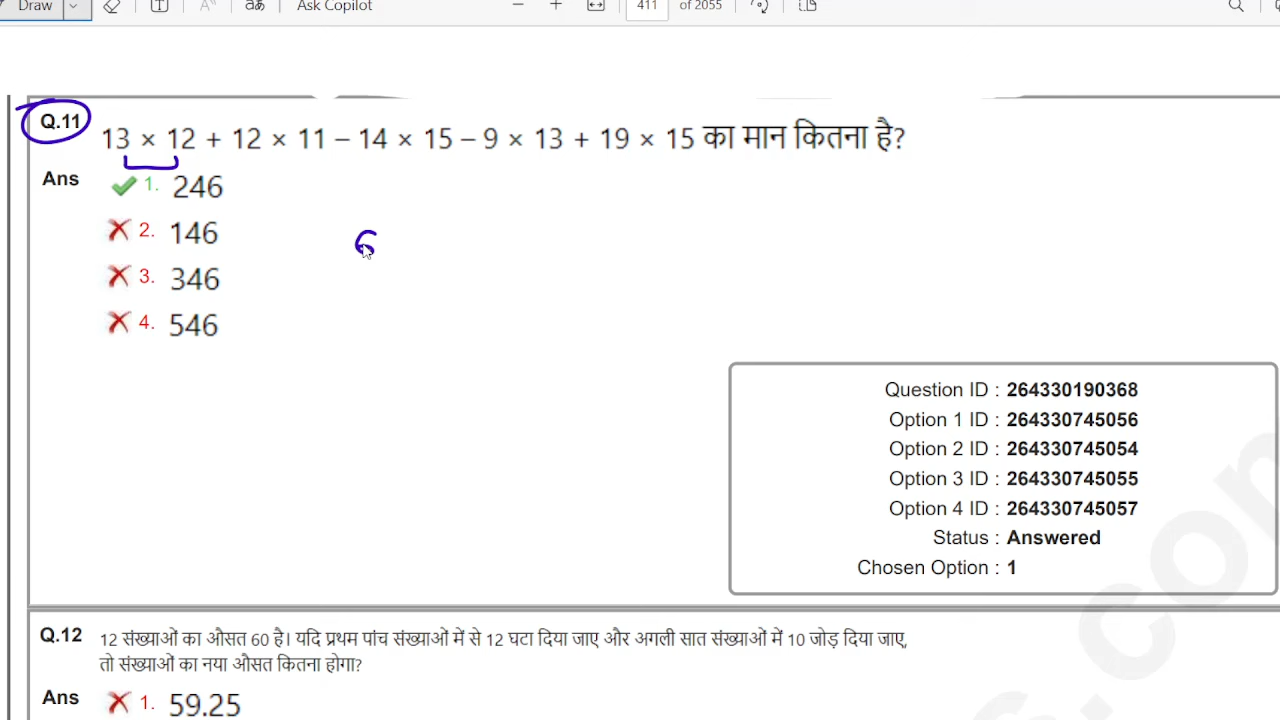 Draw
Ask Copilot
411 of 2055
Q.11
13 × 12 + 12 × 11 – 14 × 15 – 9 × 13 + 19 × 15 का मान कितना है?
Ans
1. 246
2. 146
3. 346
4. 546
6
Question ID : 264330190368
Option 1 ID : 264330745056
Option 2 ID : 264330745054
Option 3 ID : 264330745055
Option 4 ID : 264330745057
Status : Answered
Chosen Option : 1
Q.12
12 संख्याओं का औसत 60 है। यदि प्रथम पांच संख्याओं में से 12 घटा दिया जाए और अगली सात संख्याओं में 10 जोड़ दिया जाए,
तो संख्याओं का नया औसत कितना होगा?
Ans
1. 59.25